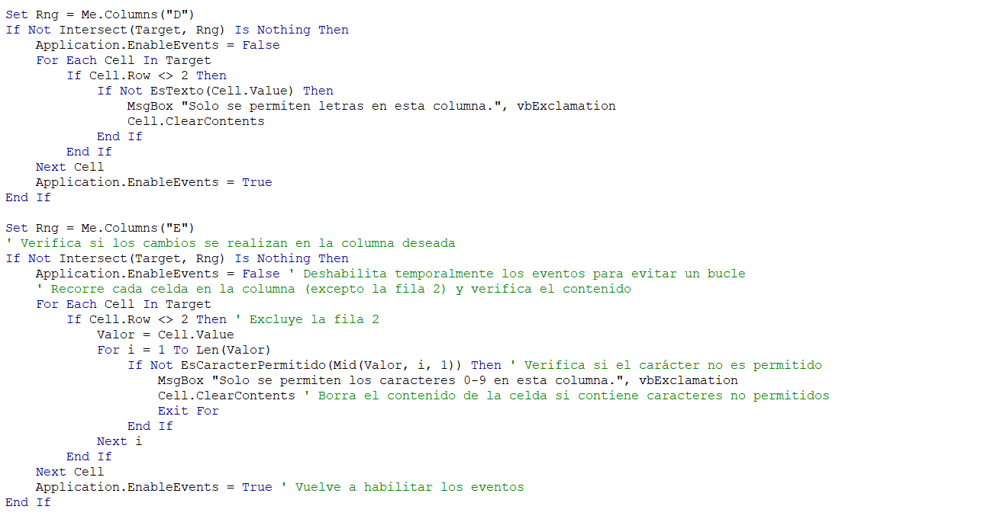 Set Rng = Me.Columns("D")
If Not Intersect(Target, Rng) Is Nothing Then
    Application.EnableEvents = False
    For Each Cell In Target
        If Cell.Row <> 2 Then
            If Not EsTexto(Cell.Value) Then
                MsgBox "Solo se permiten letras en esta columna.", vbExclamation
                Cell.ClearContents
            End If
        End If
    Next Cell
    Application.EnableEvents = True
End If

Set Rng = Me.Columns("E")
' Verifica si los cambios se realizan en la columna deseada
If Not Intersect(Target, Rng) Is Nothing Then
    Application.EnableEvents = False ' Deshabilita temporalmente los eventos para evitar un bucle
    ' Recorre cada celda en la columna (excepto la fila 2) y verifica el contenido
    For Each Cell In Target
        If Cell.Row <> 2 Then ' Excluye la fila 2
            Valor = Cell.Value
            For i = 1 To Len(Valor)
                If Not EsCaracterPermitido(Mid(Valor, i, 1)) Then ' Verifica si el carácter no es permitido
                    MsgBox "Solo se permiten los caracteres 0-9 en esta columna.", vbExclamation
                    Cell.ClearContents ' Borra el contenido de la celda si contiene caracteres no permitidos
                    Exit For
                End If
            Next i
        End If
    Next Cell
    Application.EnableEvents = True ' Vuelve a habilitar los eventos
End If